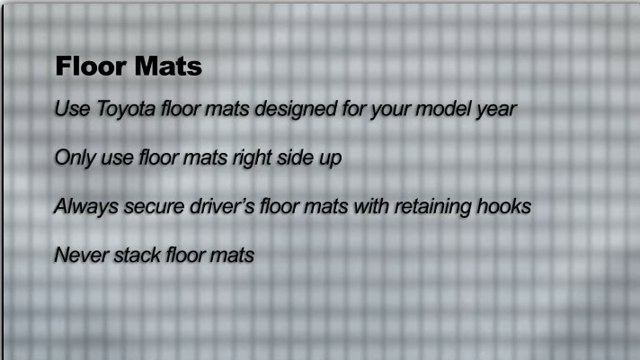 Floor Mats
Use Toyota floor mats designed for your model year
Only use floor mats right side up
Always secure driver's floor mats with retaining hooks
Never stack floor mats